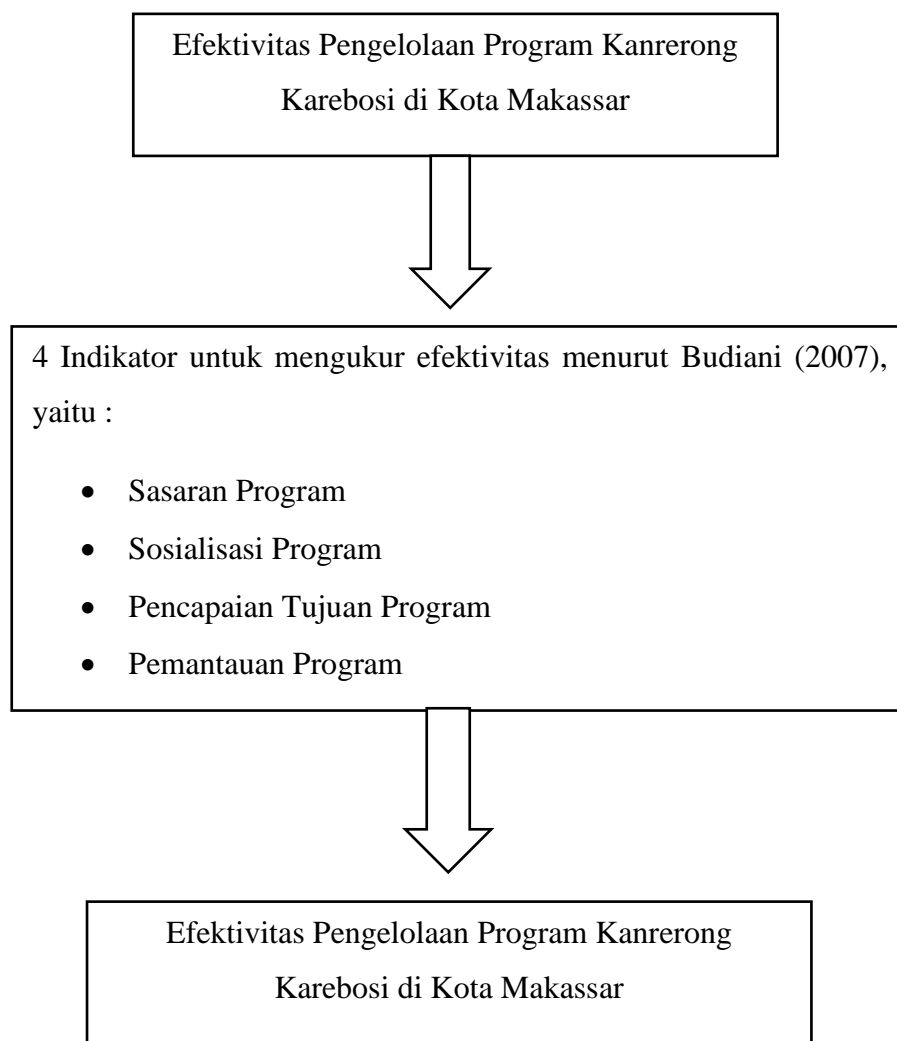 Efektivitas Pengelolaan Program Kanrerong
Karebosi di Kota Makassar
4 Indikator untuk mengukur efektivitas menurut Budiani (2007),
yaitu :
• Sasaran Program
• Sosialisasi Program
• Pencapaian Tujuan Program
• Pemantauan Program
Efektivitas Pengelolaan Program Kanrerong
Karebosi di Kota Makassar